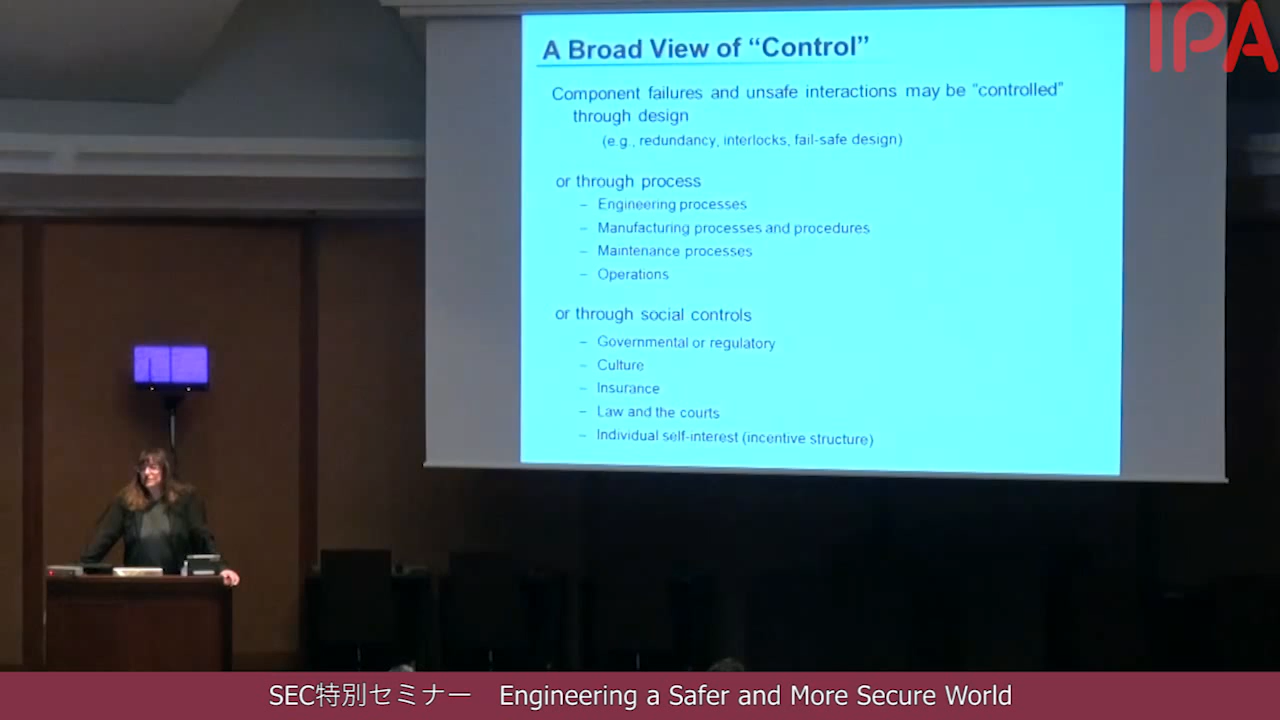 IPA
A Broad View of “Control”
Component failures and unsafe interactions may be “controlled”
through design
(e.g., redundancy, interlocks, fail-safe design)
or through process
– Engineering processes
– Manufacturing processes and procedures
– Maintenance processes
– Operations
or through social controls
– Governmental or regulatory
– Culture
– Insurance
– Law and the courts
– Individual self-interest (incentive structure)
SEC特別セミナー Engineering a Safer and More Secure World